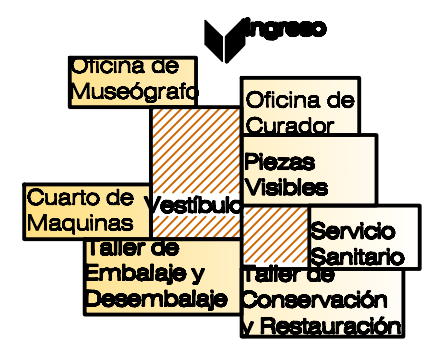 Ingreso
Oficina de
Museógrafo
Oficina de
Curador
Piezas
Visibles
Vestíbulo
Cuarto de
Maquinas
Servicio
Sanitario
Taller de
Embalaje y
Desembalaje
Taller de
Conservación
y Restauración